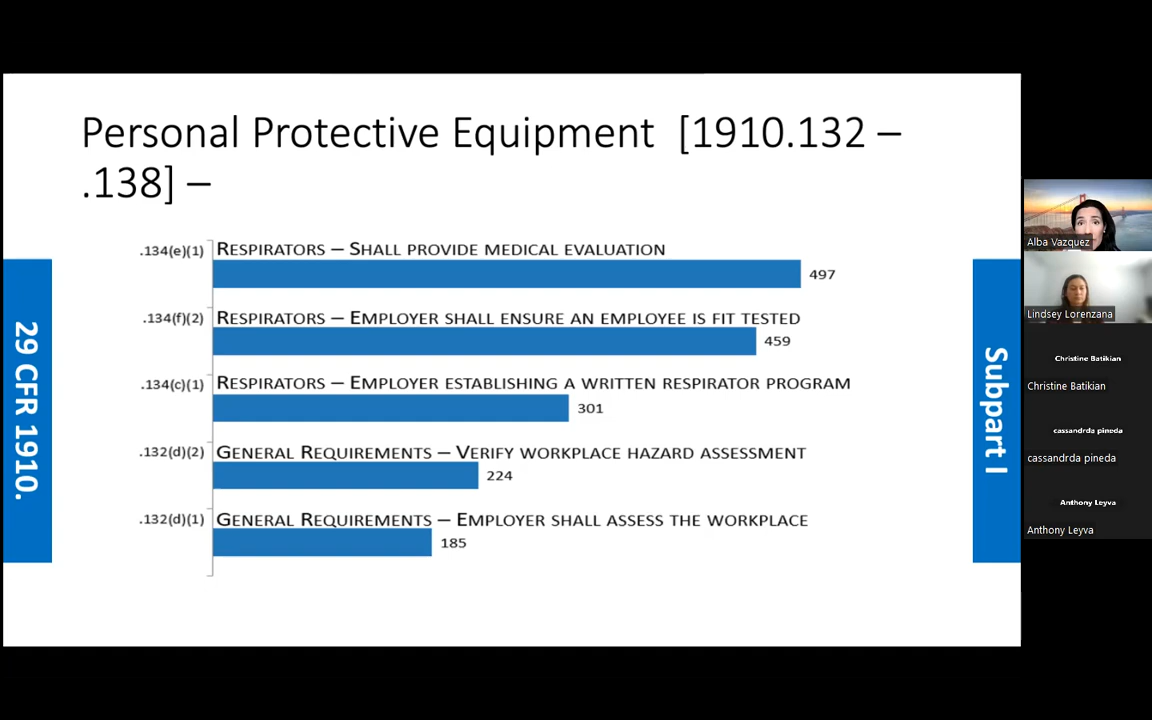 Personal Protective Equipment [1910.132 –
.138] –
29 CFR 1910.
.134(e)(1) RESPIRATORS – SHALL PROVIDE MEDICAL EVALUATION
497
.134(f)(2) RESPIRATORS – EMPLOYER SHALL ENSURE AN EMPLOYEE IS FIT TESTED
459
.134(c)(1) RESPIRATORS – EMPLOYER ESTABLISHING A WRITTEN RESPIRATOR PROGRAM
301
.132(d)(2) GENERAL REQUIREMENTS – VERIFY WORKPLACE HAZARD ASSESSMENT
224
.132(d)(1) GENERAL REQUIREMENTS – EMPLOYER SHALL ASSESS THE WORKPLACE
185
Subpart I
Alba Vazquez
Lindsey Lorenzana
Christine Batikian
Christine Batikian
cassandrda pineda
cassandrda pineda
Anthony Leyva
Anthony Leyva